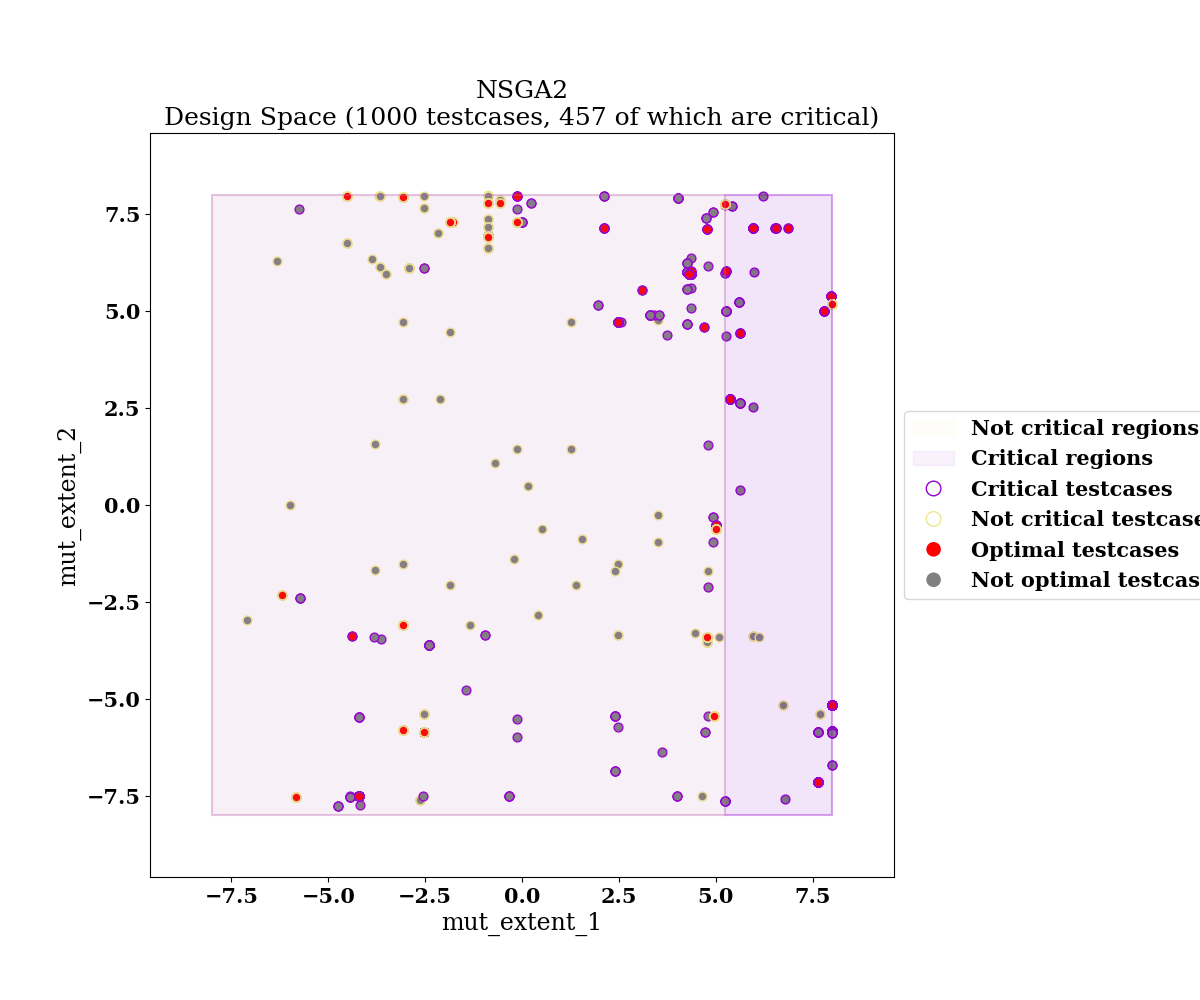 NSGA2
Design Space (1000 testcases, 457 of which are critical)
mut_extent_2
7.5
5.0
2.5
0.0
−2.5
−5.0
−7.5
−7.5 −5.0 −2.5 0.0 2.5 5.0 7.5
mut_extent_1
Not critical regions
Critical regions
Critical testcases
Not critical testcase
Optimal testcases
Not optimal testcas